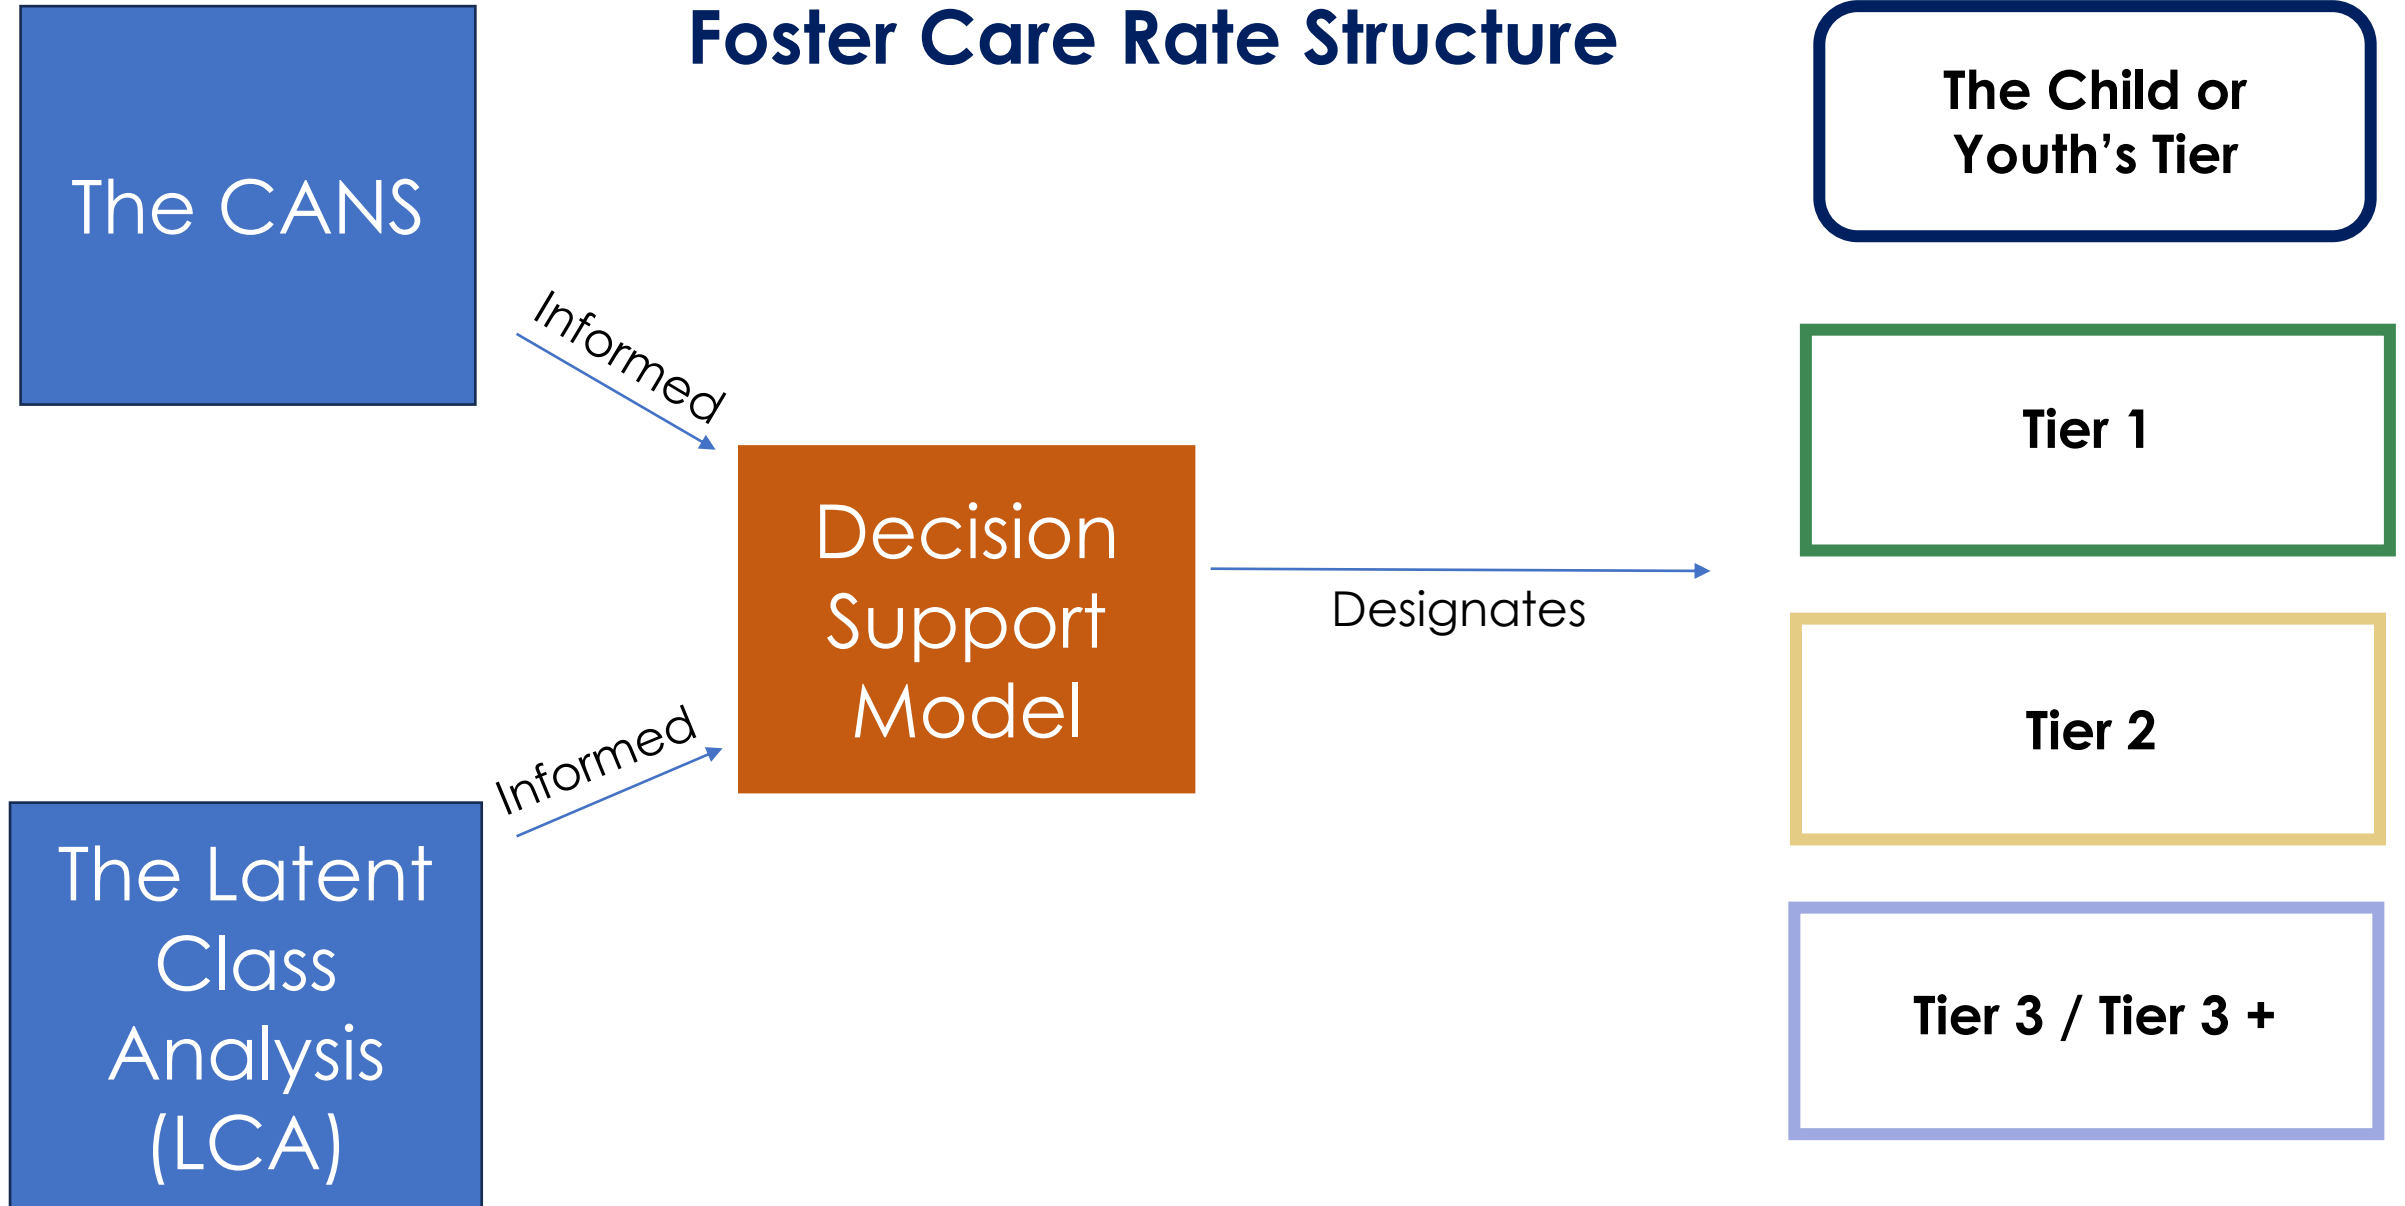 Foster Care Rate Structure
The CANS
Informed
The Latent
Class
Analysis
(LCA)
Informed
Decision
Support
Model
Designates
The Child or
Youth’s Tier
Tier 1
Tier 2
Tier 3 / Tier 3 +